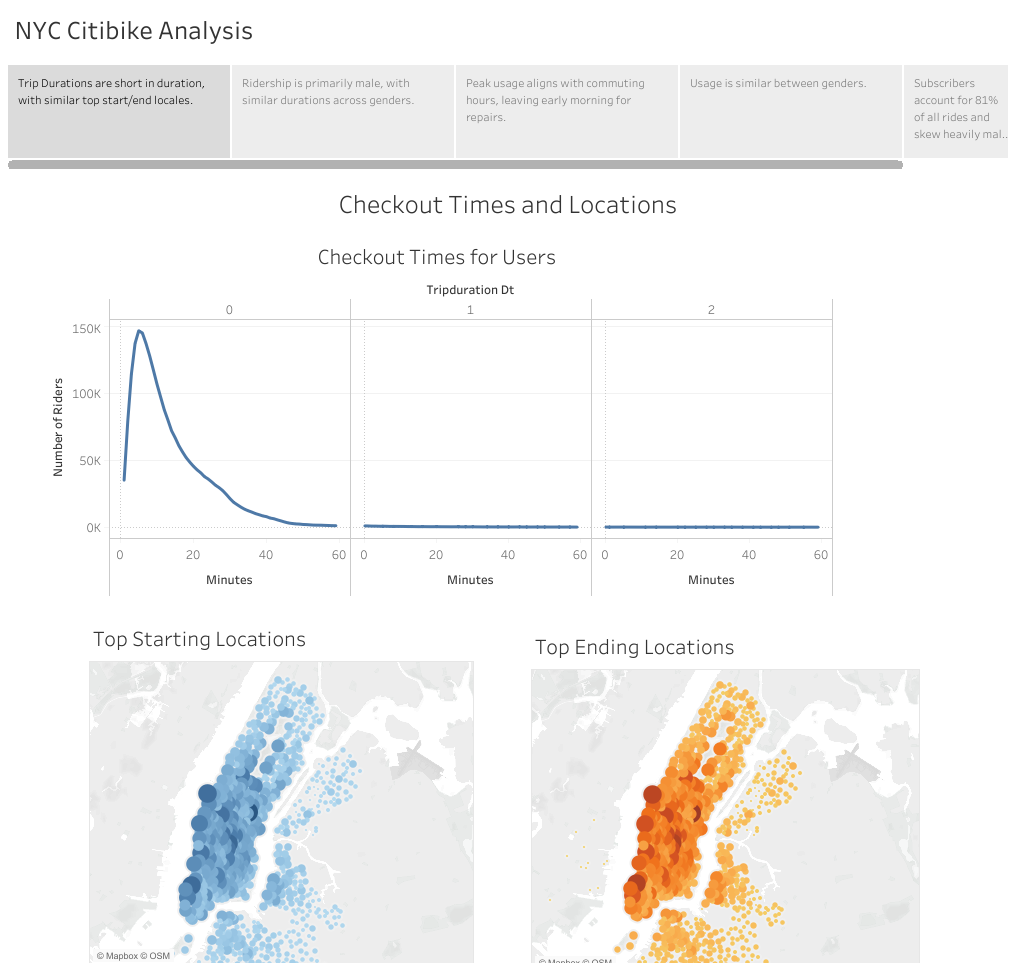 NYC Citibike Analysis
Trip Durations are short in duration,
with similar top start/end locales.
Ridership is primarily male, with
similar durations across genders.
Peak usage aligns with commuting
hours, leaving early morning for
repairs.
Usage is similar between genders.
Subscribers
account for 81%
of all rides and
skew heavily mal..
Checkout Times and Locations
Checkout Times for Users
Tripduration Dt
0
1
2
Number of Riders
150K
100K
50K
0K
0 20 40 60
0 20 40 60
0 20 40 60
Minutes
Minutes
Minutes
Top Starting Locations
Top Ending Locations
© Mapbox © OSM
© Mapbox © OSM